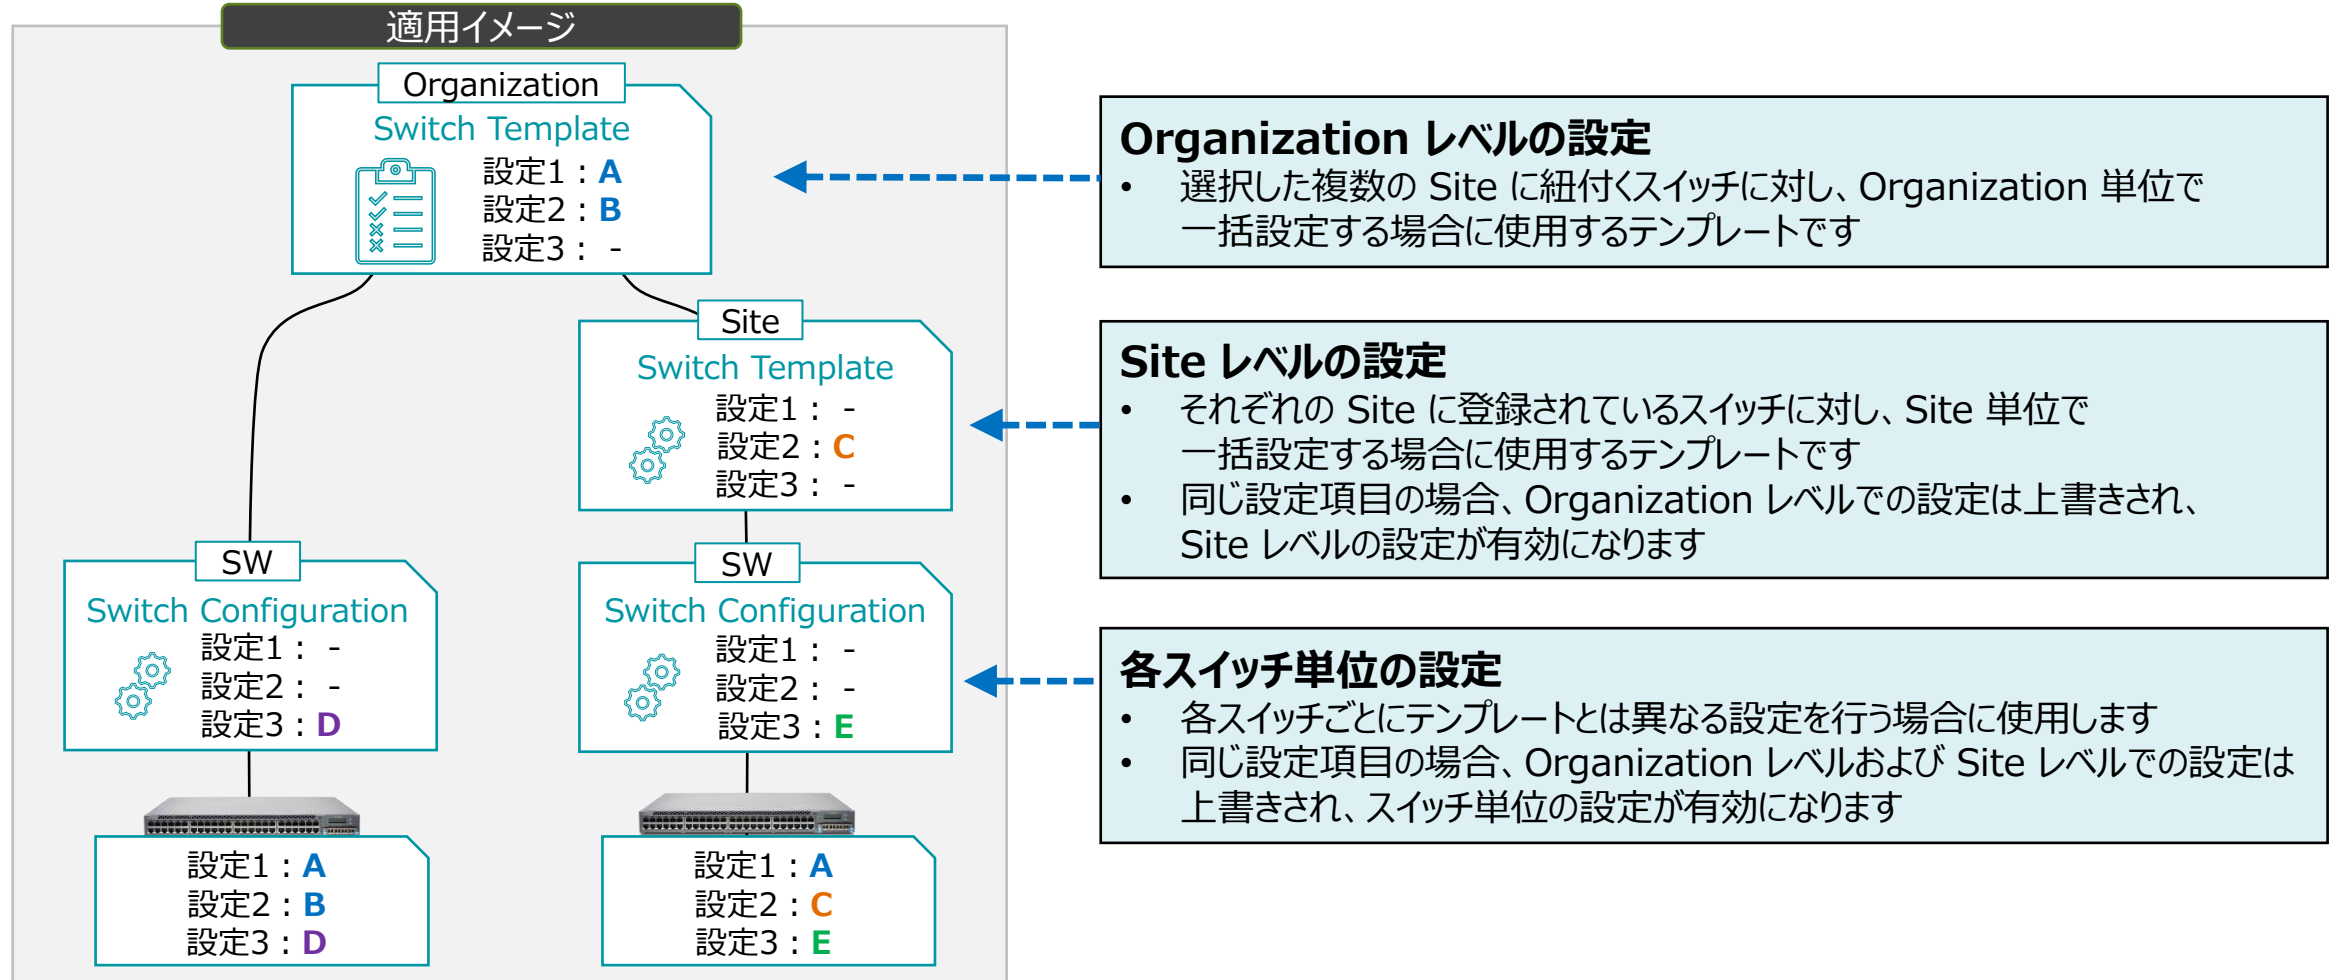 適用イメージ
Organization
Switch Template
設定1：A
設定2：B
設定3： -
Site
Switch Template
設定1： -
設定2：C
設定3： -
SW
Switch Configuration
設定1： -
設定2： -
設定3：D
SW
Switch Configuration
設定1： -
設定2： -
設定3：E
設定1：A
設定2：B
設定3：D
設定1：A
設定2：C
設定3：E
Organization レベルの設定
• 選択した複数の Site に紐付くスイッチに対し、Organization 単位で
一括設定する場合に使用するテンプレートです
Site レベルの設定
• それぞれの Site に登録されているスイッチに対し、Site 単位で
一括設定する場合に使用するテンプレートです
• 同じ設定項目の場合、Organization レベルでの設定は上書きされ、
Site レベルの設定が有効になります
各スイッチ単位の設定
• 各スイッチごとにテンプレートとは異なる設定を行う場合に使用します
• 同じ設定項目の場合、Organization レベルおよび Site レベルでの設定は
上書きされ、スイッチ単位の設定が有効になります